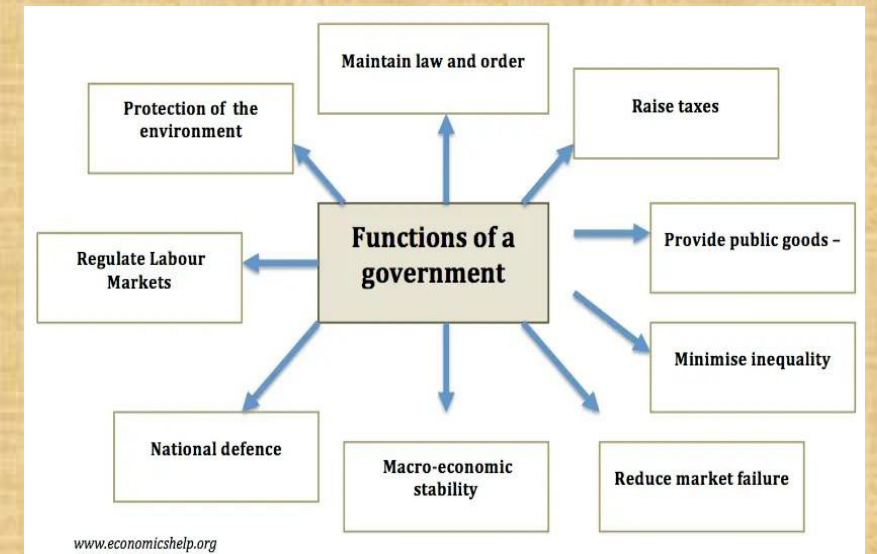 Maintain law and order
Protection of the
environment
Raise taxes
Functions of a
government
Provide public goods –
Regulate Labour
Markets
Minimise inequality
National defence
Macro-economic
stability
Reduce market failure
www.economicshelp.org